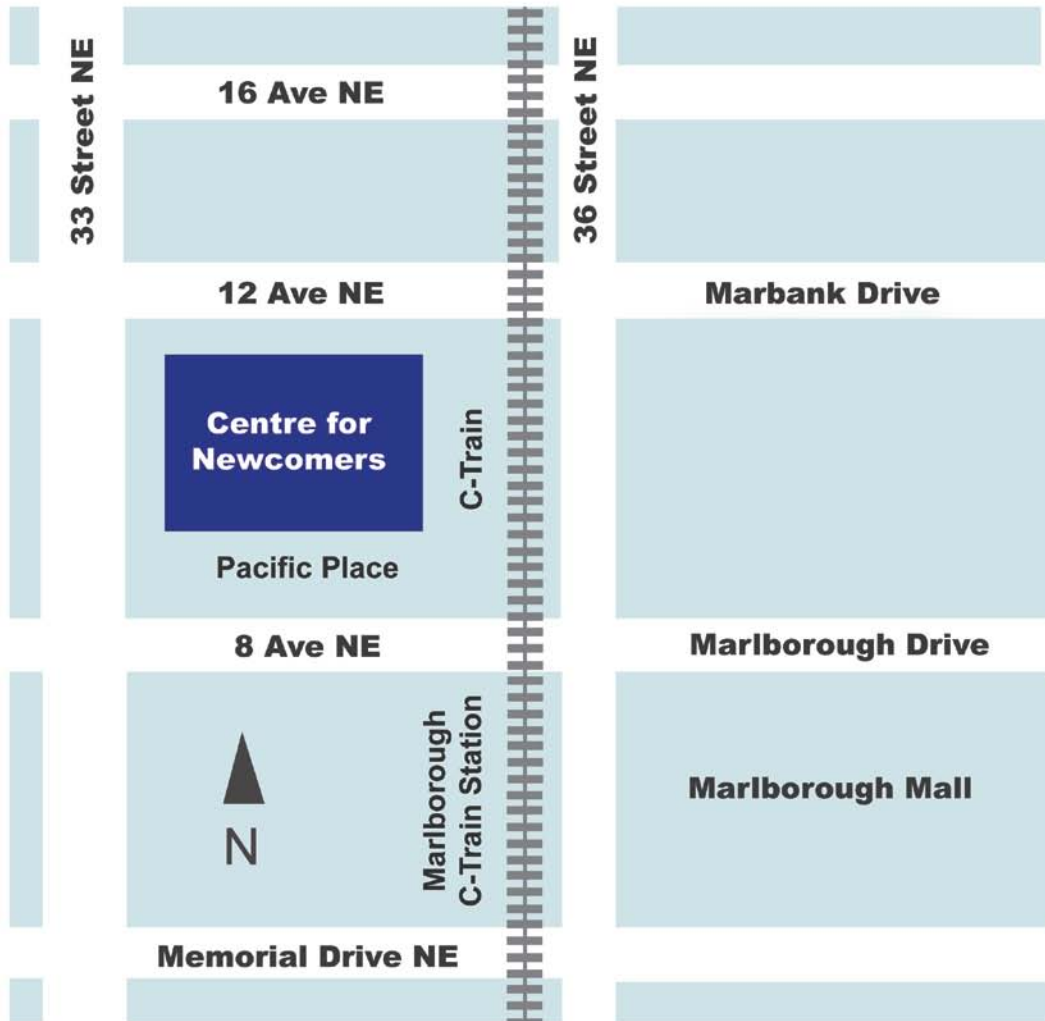 33 Street NE
16 Ave NE
36 Street NE
12 Ave NE
Marbank Drive
Centre for
Newcomers
C-Train
Pacific Place
8 Ave NE
Marlborough Drive
Marlborough
C-Train Station
Marlborough Mall
N
Memorial Drive NE